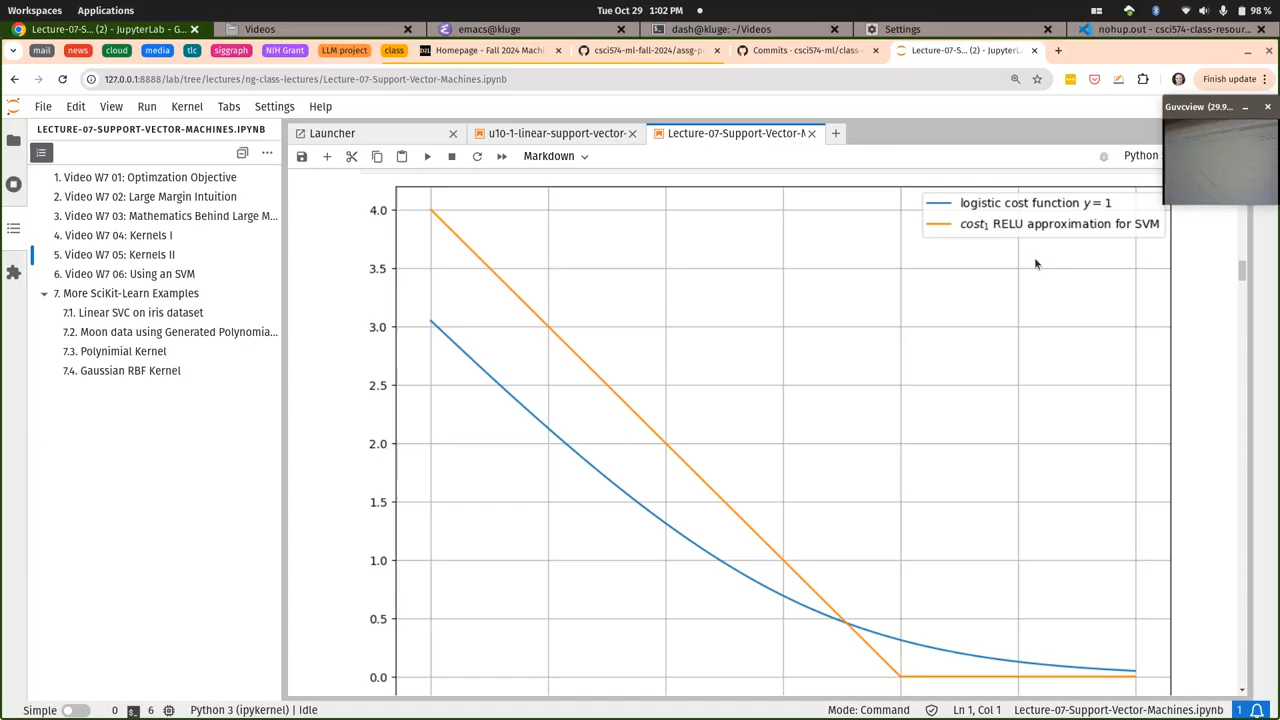 Workspaces Applications Tue Oct 29 1:02 PM 98 %
Lecture-07-S... (2) - JupyterLab - G... Videos emacs@kluge dash@kluge: ~/Videos Settings nohup.out - csci574-class-resour...
mail news cloud media tlc siggraph NIH Grant LLM project class Homepage - Fall 2024 Machin csci574-ml-fall-2024/assg-p Commits · csci574-ml/class- Lecture-07-S... (2) - JupyterL
127.0.0.1:8888/lab/tree/lectures/ng-class-lectures/Lecture-07-Support-Vector-Machines.ipynb Finish update
File Edit View Run Kernel Tabs Settings Help
Guvcview (29.9...
LECTURE-07-SUPPORT-VECTOR-MACHINES.IPYNB
Launcher u10-1-linear-support-vector- Lecture-07-Support-Vector-M
Markdown Python
1. Video W7 01: Optimzation Objective
2. Video W7 02: Large Margin Intuition
3. Video W7 03: Mathematics Behind Large M...
4. Video W7 04: Kernels I
5. Video W7 05: Kernels II
6. Video W7 06: Using an SVM
7. More SciKit-Learn Examples
7.1. Linear SVC on iris dataset
7.2. Moon data using Generated Polynomia...
7.3. Polynimial Kernel
7.4. Gaussian RBF Kernel
logistic cost function y = 1
cost₁ RELU approximation for SVM
4.0
3.5
3.0
2.5
2.0
1.5
1.0
0.5
0.0
Simple 0 6 Python 3 (ipykernel) | Idle Mode: Command Ln 1, Col 1 Lecture-07-Support-Vector-Machines.ipynb 1